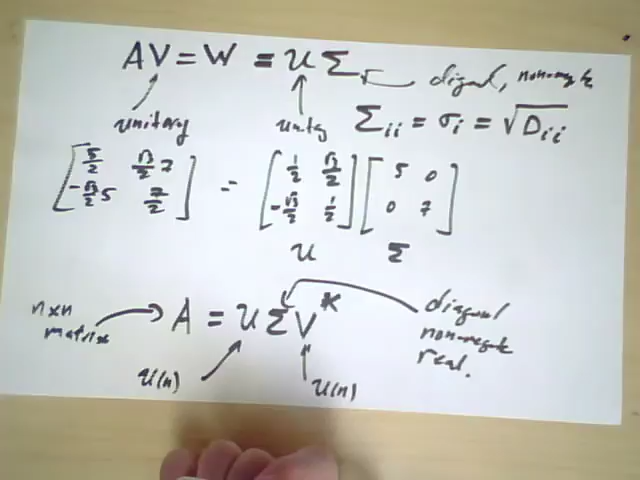 AV = W = U Σ diagonal, nonnegative
unitary unitary Σii = σi = √Dii
[ 5/2 √3/2 7 ; -√3/2 5 7/2 ] = [ 1/2 √3/2 ; -√3/2 1/2 ] [ 5 0 ; 0 7 ]
U Σ
n×n matrix → A = U Σ V* diagonal
nonnegative
real.
U(n) U(n)